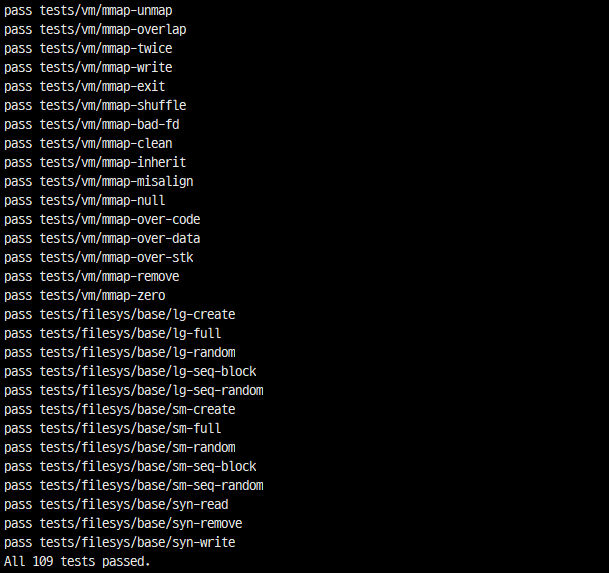 pass tests/vm/mmap-unmap
pass tests/vm/mmap-overlap
pass tests/vm/mmap-twice
pass tests/vm/mmap-write
pass tests/vm/mmap-exit
pass tests/vm/mmap-shuffle
pass tests/vm/mmap-bad-fd
pass tests/vm/mmap-clean
pass tests/vm/mmap-inherit
pass tests/vm/mmap-misalign
pass tests/vm/mmap-null
pass tests/vm/mmap-over-code
pass tests/vm/mmap-over-data
pass tests/vm/mmap-over-stk
pass tests/vm/mmap-remove
pass tests/vm/mmap-zero
pass tests/filesys/base/lg-create
pass tests/filesys/base/lg-full
pass tests/filesys/base/lg-random
pass tests/filesys/base/lg-seq-block
pass tests/filesys/base/lg-seq-random
pass tests/filesys/base/sm-create
pass tests/filesys/base/sm-full
pass tests/filesys/base/sm-random
pass tests/filesys/base/sm-seq-block
pass tests/filesys/base/sm-seq-random
pass tests/filesys/base/syn-read
pass tests/filesys/base/syn-remove
pass tests/filesys/base/syn-write
All 109 tests passed.